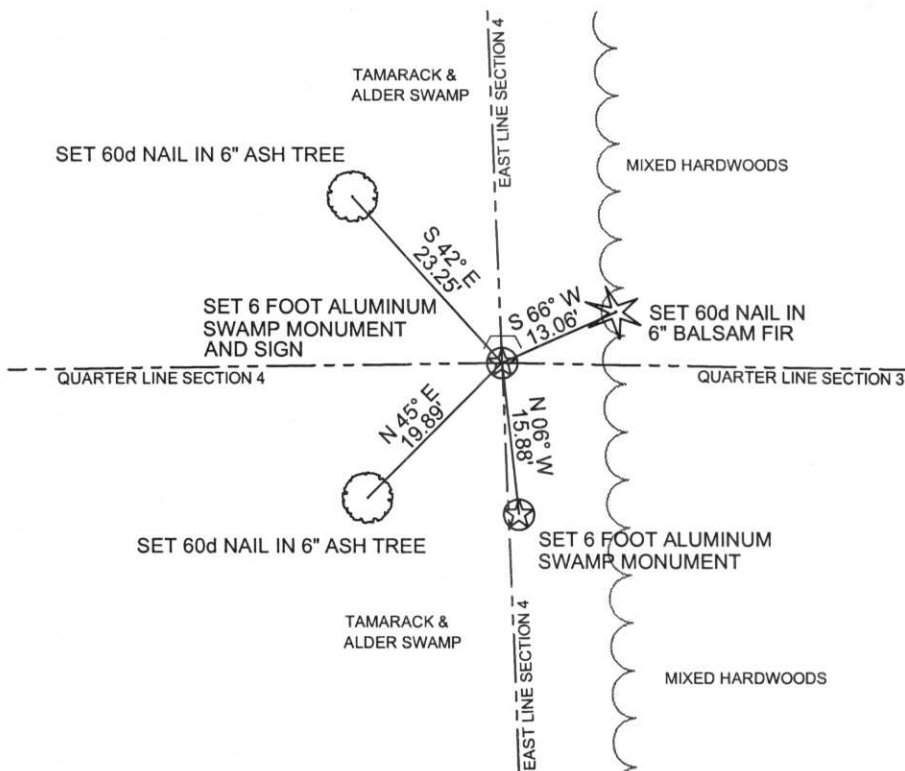 TAMARACK &
ALDER SWAMP
EAST LINE SECTION 4
MIXED HARDWOODS
SET 60d NAIL IN 6" ASH TREE
S 42° E
23.25'
SET 6 FOOT ALUMINUM
SWAMP MONUMENT
AND SIGN
S 66° W
13.06'
SET 60d NAIL IN
6" BALSAM FIR
QUARTER LINE SECTION 4
QUARTER LINE SECTION 3
N 45° E
19.89'
N 06° W
15.88'
SET 60d NAIL IN 6" ASH TREE
SET 6 FOOT ALUMINUM
SWAMP MONUMENT
TAMARACK &
ALDER SWAMP
EAST LINE SECTION 4
MIXED HARDWOODS